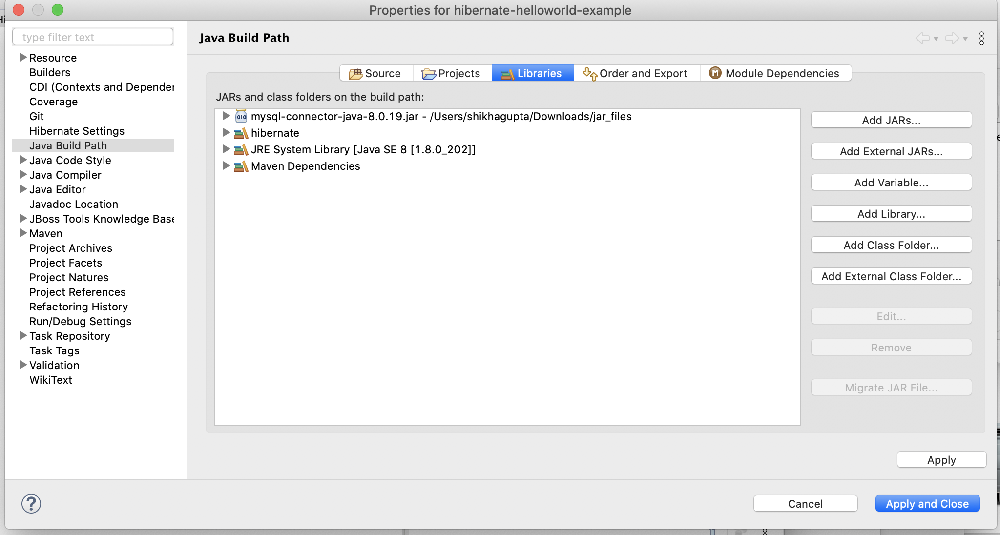 Properties for hibernate-helloworld-example
type filter text
Resource
Builders
CDI (Contexts and Depender
Coverage
Git
Hibernate Settings
Java Build Path
Java Code Style
Java Compiler
Java Editor
Javadoc Location
JBoss Tools Knowledge Base
Maven
Project Archives
Project Facets
Project Natures
Project References
Refactoring History
Run/Debug Settings
Task Repository
Task Tags
Validation
WikiText
Java Build Path
Source Projects Libraries Order and Export M Module Dependencies
JARs and class folders on the build path:
010 mysql-connector-java-8.0.19.jar - /Users/shikhagupta/Downloads/jar_files
hibernate
JRE System Library [Java SE 8 [1.8.0_202]]
Maven Dependencies
Add JARs...
Add External JARs...
Add Variable...
Add Library...
Add Class Folder...
Add External Class Folder...
Edit...
Remove
Migrate JAR File...
Apply
?
Cancel
Apply and Close